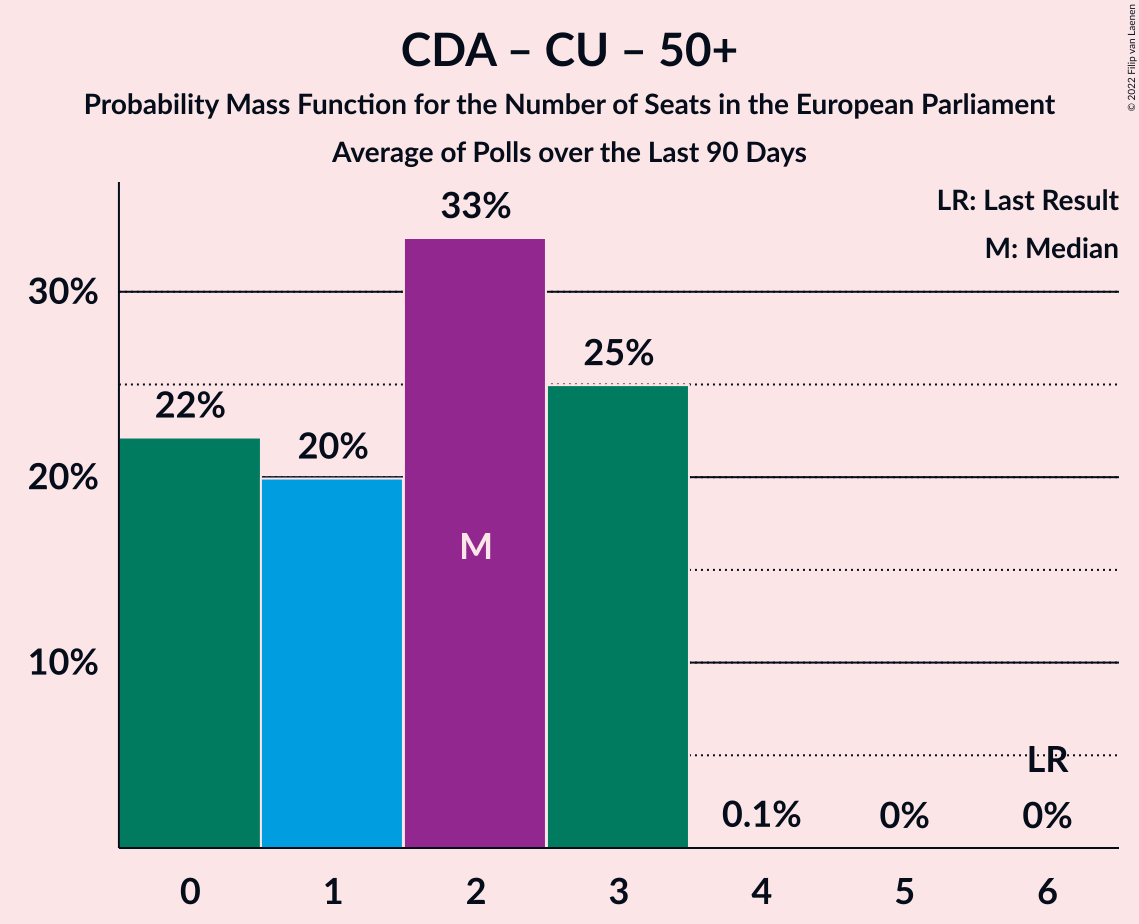 CDA – CU – 50+
Probability Mass Function for the Number of Seats in the European Parliament
Average of Polls over the Last 90 Days
© 2022 Filip van Laenen
LR: Last Result
M: Median
33%
30%
25%
22%
20%
20%
M
10%
LR
0.1%
0%
0%
0
1
2
3
4
5
6